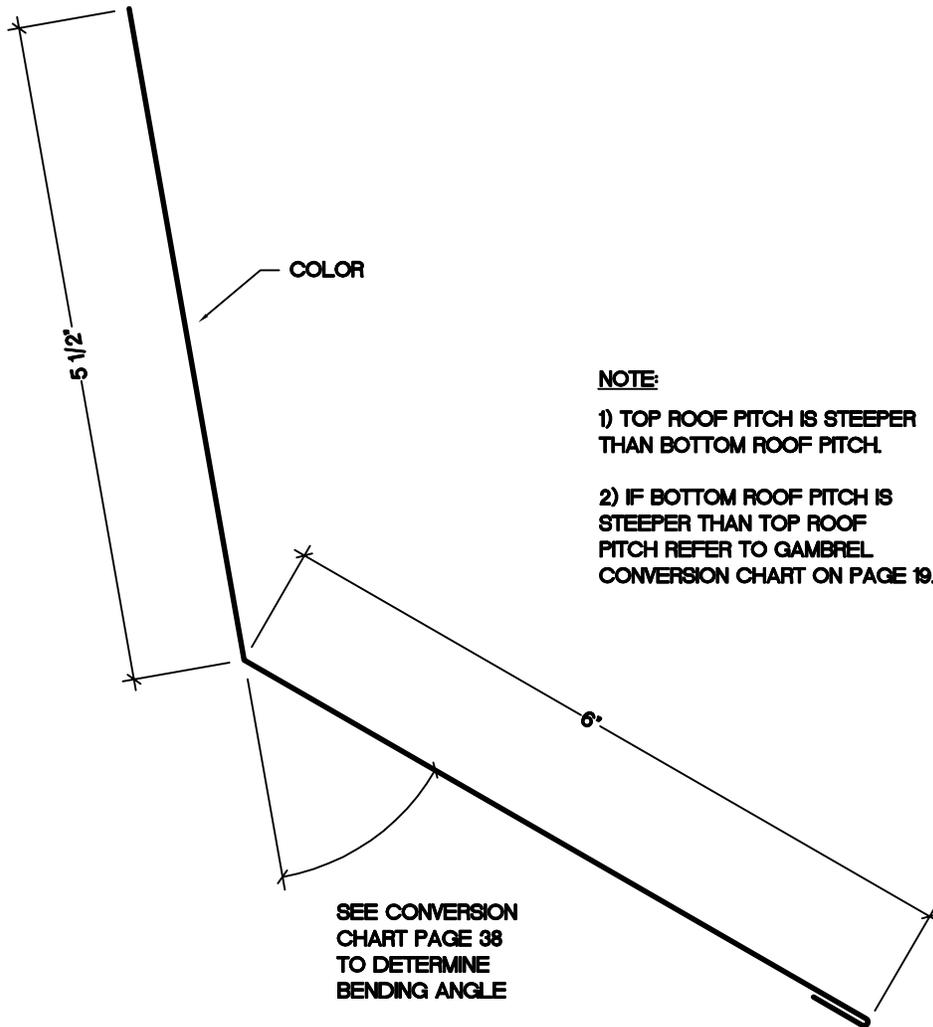 COLOR
5 1/2"
NOTE:
1) TOP ROOF PITCH IS STEEPER
THAN BOTTOM ROOF PITCH.
2) IF BOTTOM ROOF PITCH IS
STEEPER THAN TOP ROOF
PITCH REFER TO GAMBREL
CONVERSION CHART ON PAGE 19.
6"
SEE CONVERSION
CHART PAGE 38
TO DETERMINE
BENDING ANGLE